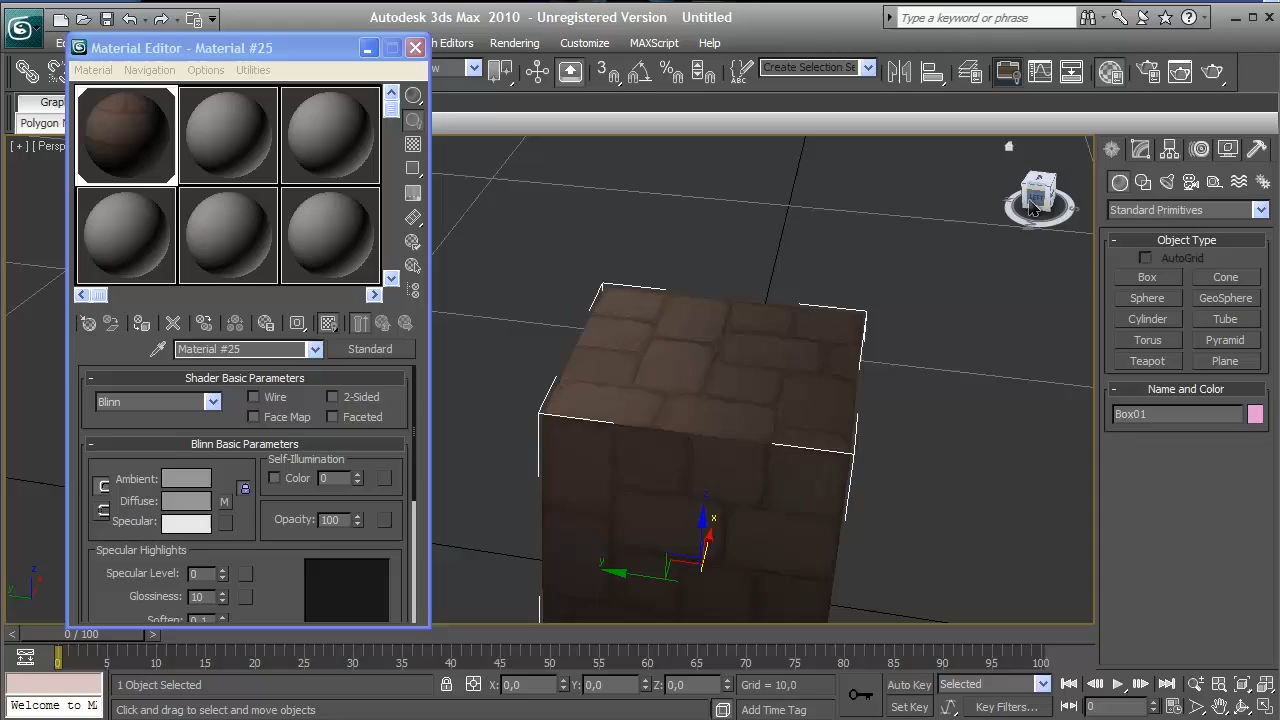 Autodesk 3ds Max 2010 - Unregistered Version Untitled
Type a keyword or phrase
Material Editor - Material #25
Editors Rendering Customize MAXScript Help
Material Navigation Options Utilities
Create Selection Se
Grap
Polygon M
[ + ] [ Persp
Standard Primitives
Object Type
AutoGrid
Box Cone
Sphere GeoSphere
Cylinder Tube
Torus Pyramid
Teapot Plane
Name and Color
Box01
Material #25 Standard
Shader Basic Parameters
Blinn Wire 2-Sided
Face Map Faceted
Blinn Basic Parameters
Self-Illumination
Ambient: Color 0
Diffuse: M
Specular: Opacity: 100
Specular Highlights
Specular Level: 0
Glossiness: 10
Soften: 0,1
z
x
y
z
y
0 / 100
0 5 10 15 20 25 30 35 40 45 50 55 60 65 70 75 80 85 90 95 100
1 Object Selected X: 0,0 Y: 0,0 Z: 0,0 Grid = 10,0 Auto Key Selected
Welcome to MA Click and drag to select and move objects Add Time Tag Set Key Key Filters... 0